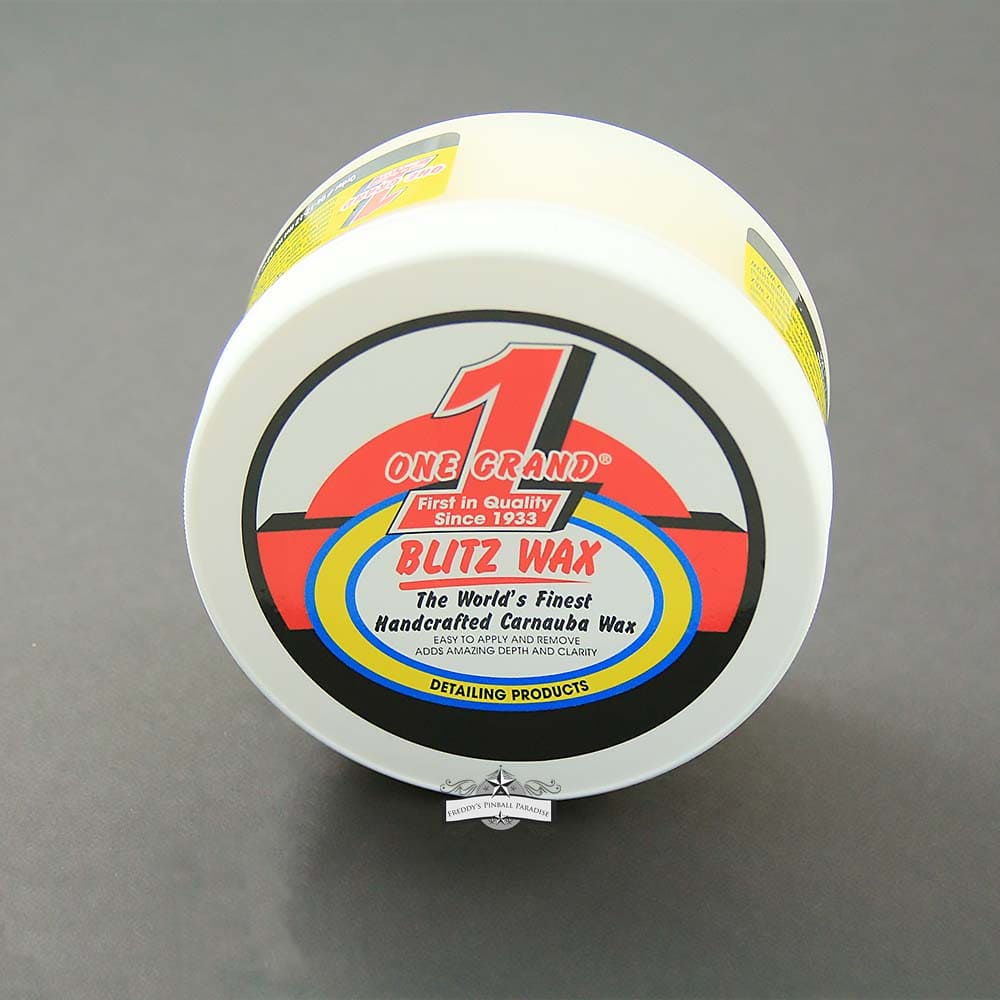 1
ONE GRAND®
First in Quality
Since 1933
BLITZ WAX
The World's Finest
Handcrafted Carnauba Wax
EASY TO APPLY AND REMOVE
ADDS AMAZING DEPTH AND CLARITY
DETAILING PRODUCTS
FREDDY'S PINBALL PARADISE